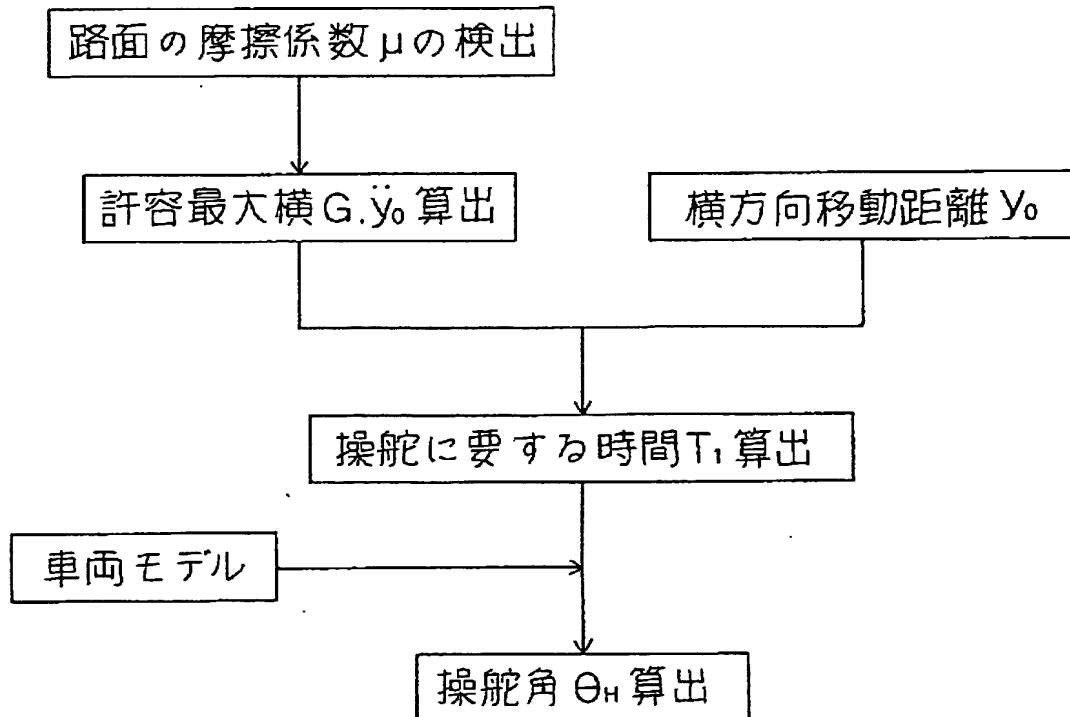 路面の摩擦係数μの検出
許容最大横G.ÿ₀算出
横方向移動距離y₀
操舵に要する時間T₁算出
車両モデル
操舵角θH算出